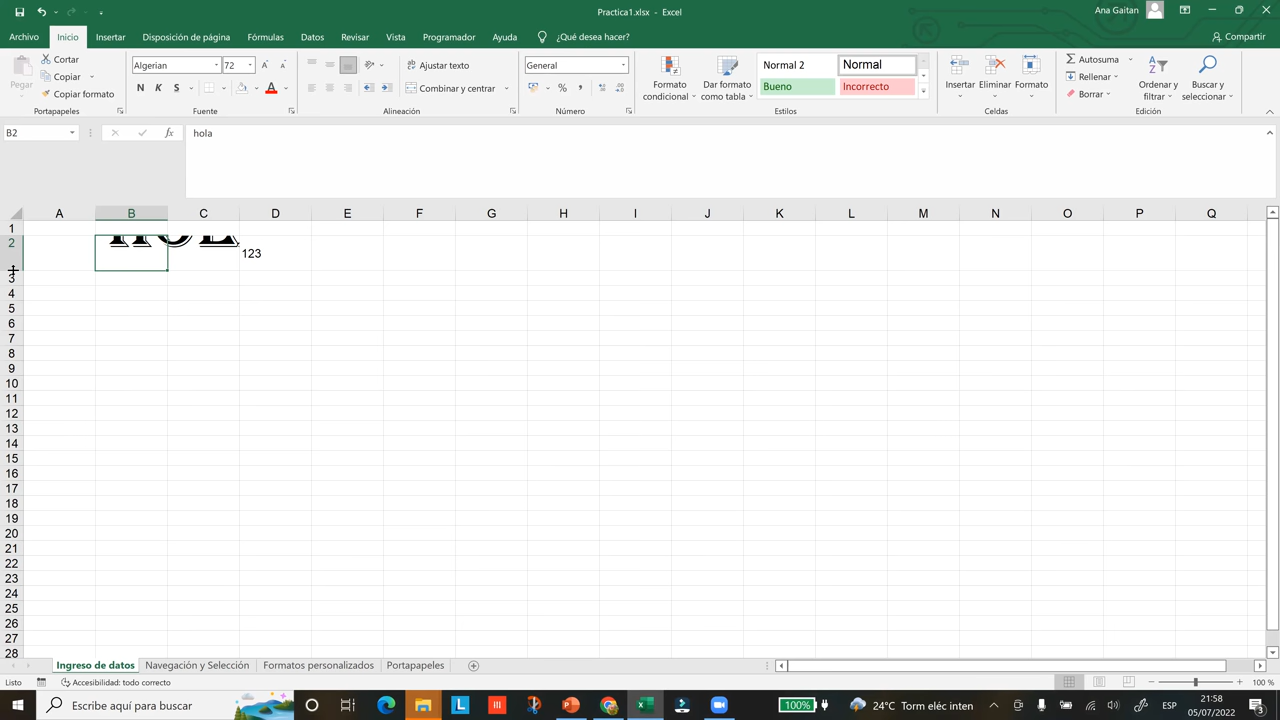 Practica1.xlsx - Excel
Ana Gaitan
Archivo Inicio Insertar Disposición de página Fórmulas Datos Revisar Vista Programador Ayuda ¿Qué desea hacer? Compartir
Pegar
Cortar
Copiar
Copiar formato
Portapapeles
Algerian 72
N K S
Fuente
Ajustar texto
Combinar y centrar
Alineación
General
% 
Número
Formato condicional
Dar formato como tabla
Normal 2 Normal
Bueno Incorrecto
Estilos
Insertar Eliminar Formato
Celdas
Autosuma
Rellenar
Borrar
Ordenar y filtrar
Buscar y seleccionar
Edición
B2 fx hola
A B C D E F G H I J K L M N O P Q
1
2 123
3
4
5
6
7
8
9
10
11
12
13
14
15
16
17
18
19
20
21
22
23
24
25
26
27
28
Ingreso de datos Navegación y Selección Formatos personalizados Portapapeles
Listo Accesibilidad: todo correcto 100 %
Escribe aquí para buscar 100% 24°C Torm eléc inten ESP 21:58
05/07/2022 3